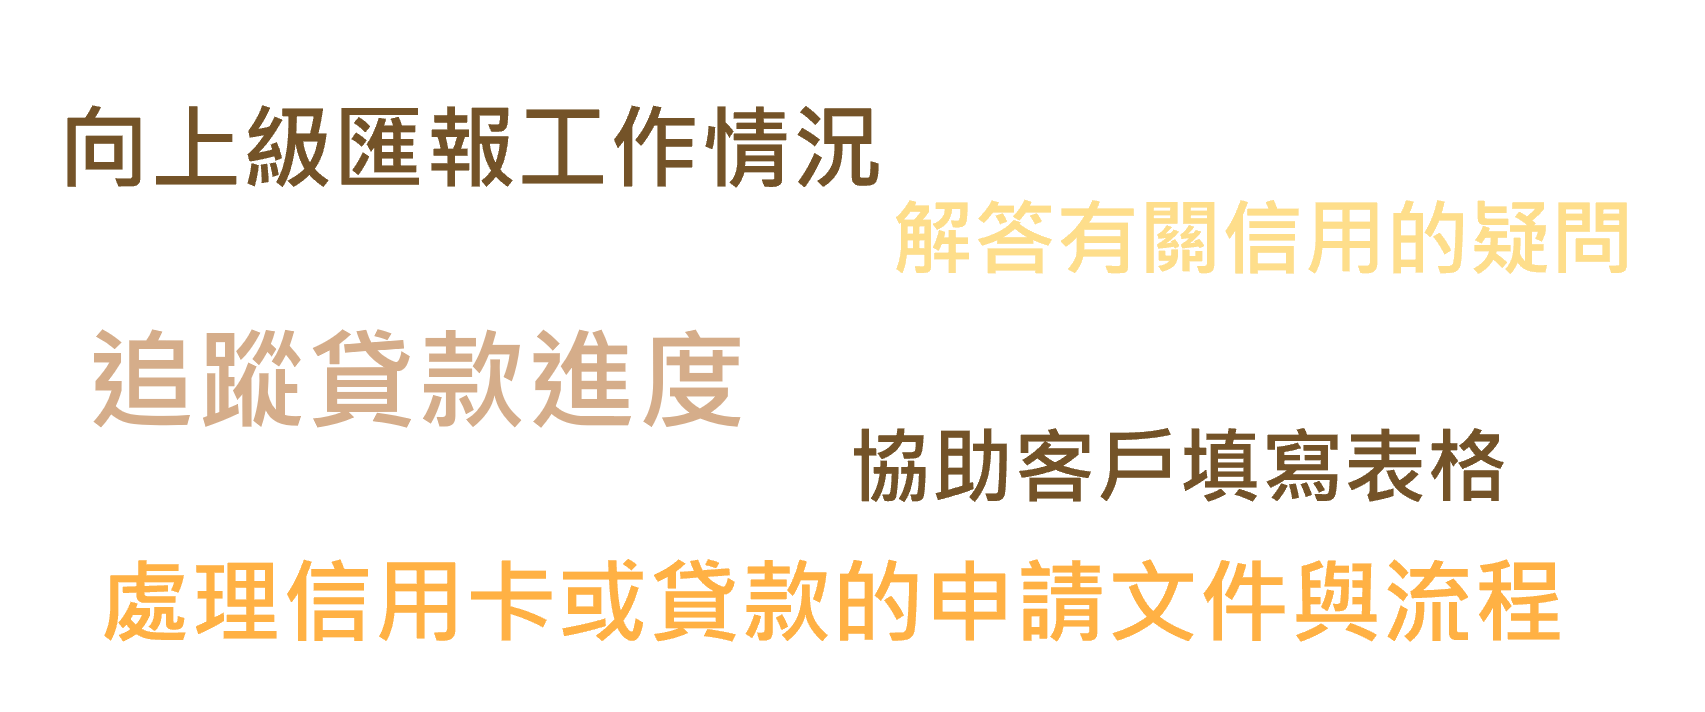 向上級匯報工作情況
解答有關信用的疑問
追蹤貸款進度
協助客戶填寫表格
處理信用卡或貸款的申請文件與流程